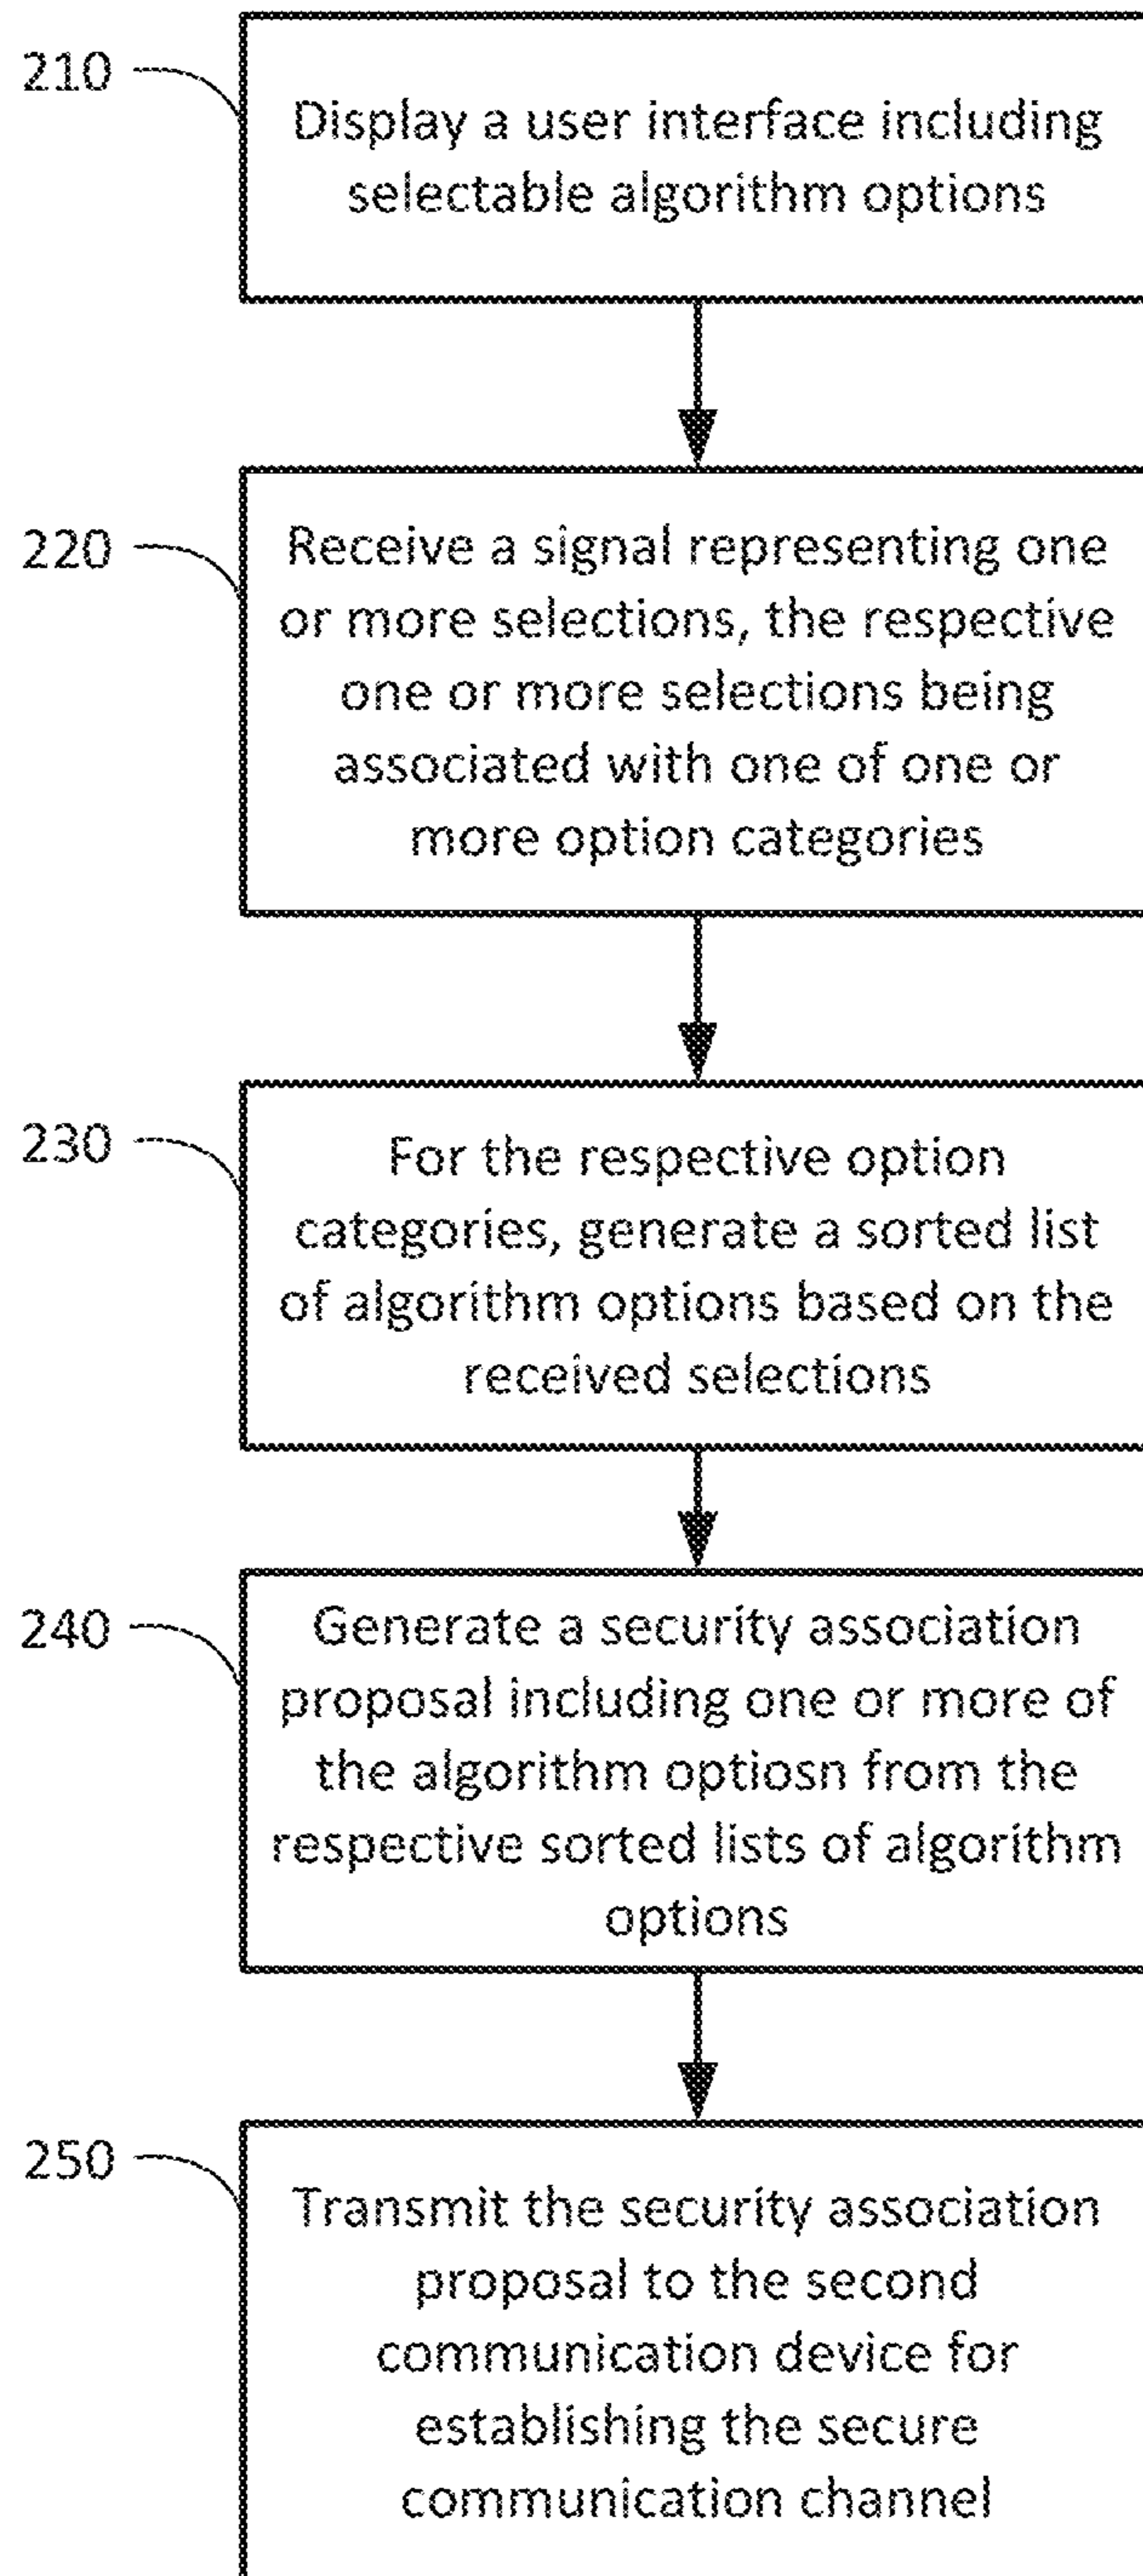 210
Display a user interface including
selectable algorithm options
220
Receive a signal representing one
or more selections, the respective
one or more selections being
associated with one of one or
more option categories
230
For the respective option
categories, generate a sorted list
of algorithm options based on the
received selections
240
Generate a security association
proposal including one or more of
the algorithm optiosn from the
respective sorted lists of algorithm
options
250
Transmit the security association
proposal to the second
communication device for
establishing the secure
communication channel